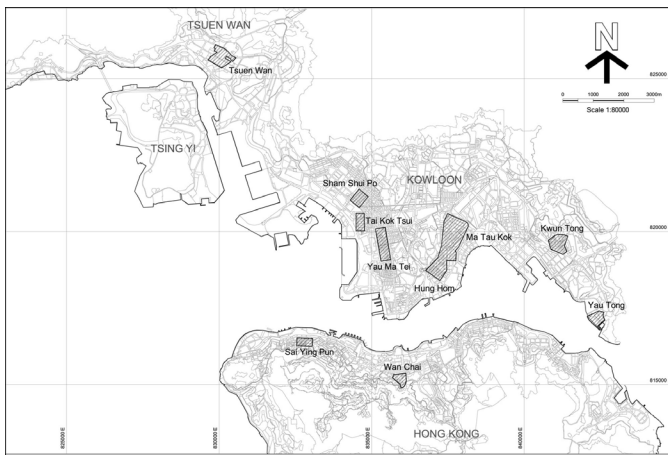 TSUEN WAN
N
Tsuen Wan
825000
0 1000 2000 3000m
Scale 1:80000
TSING YI
Sham Shui Po
KOWLOON
Tai Kok Tsui
Kwun Tong
820000
Ma Tau Kok
Yau Ma Tei
Hung Hom
Yau Tong
Sai Ying Pun
Wan Chai
815000
825000 E
830000 E
835000 E
840000 E
HONG KONG